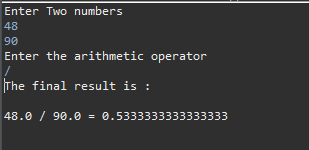 Enter Two numbers
48
90
Enter the arithmetic operator
/
The final result is :
48.0 / 90.0 = 0.5333333333333333